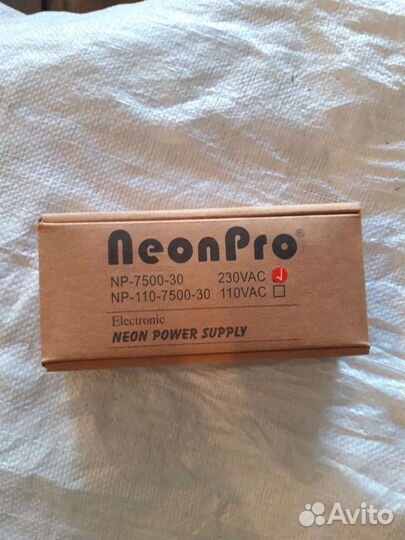 NeonPro®
NP-7500-30 230VAC
NP-110-7500-30 110VAC
Electronic
NEON POWER SUPPLY
Avito